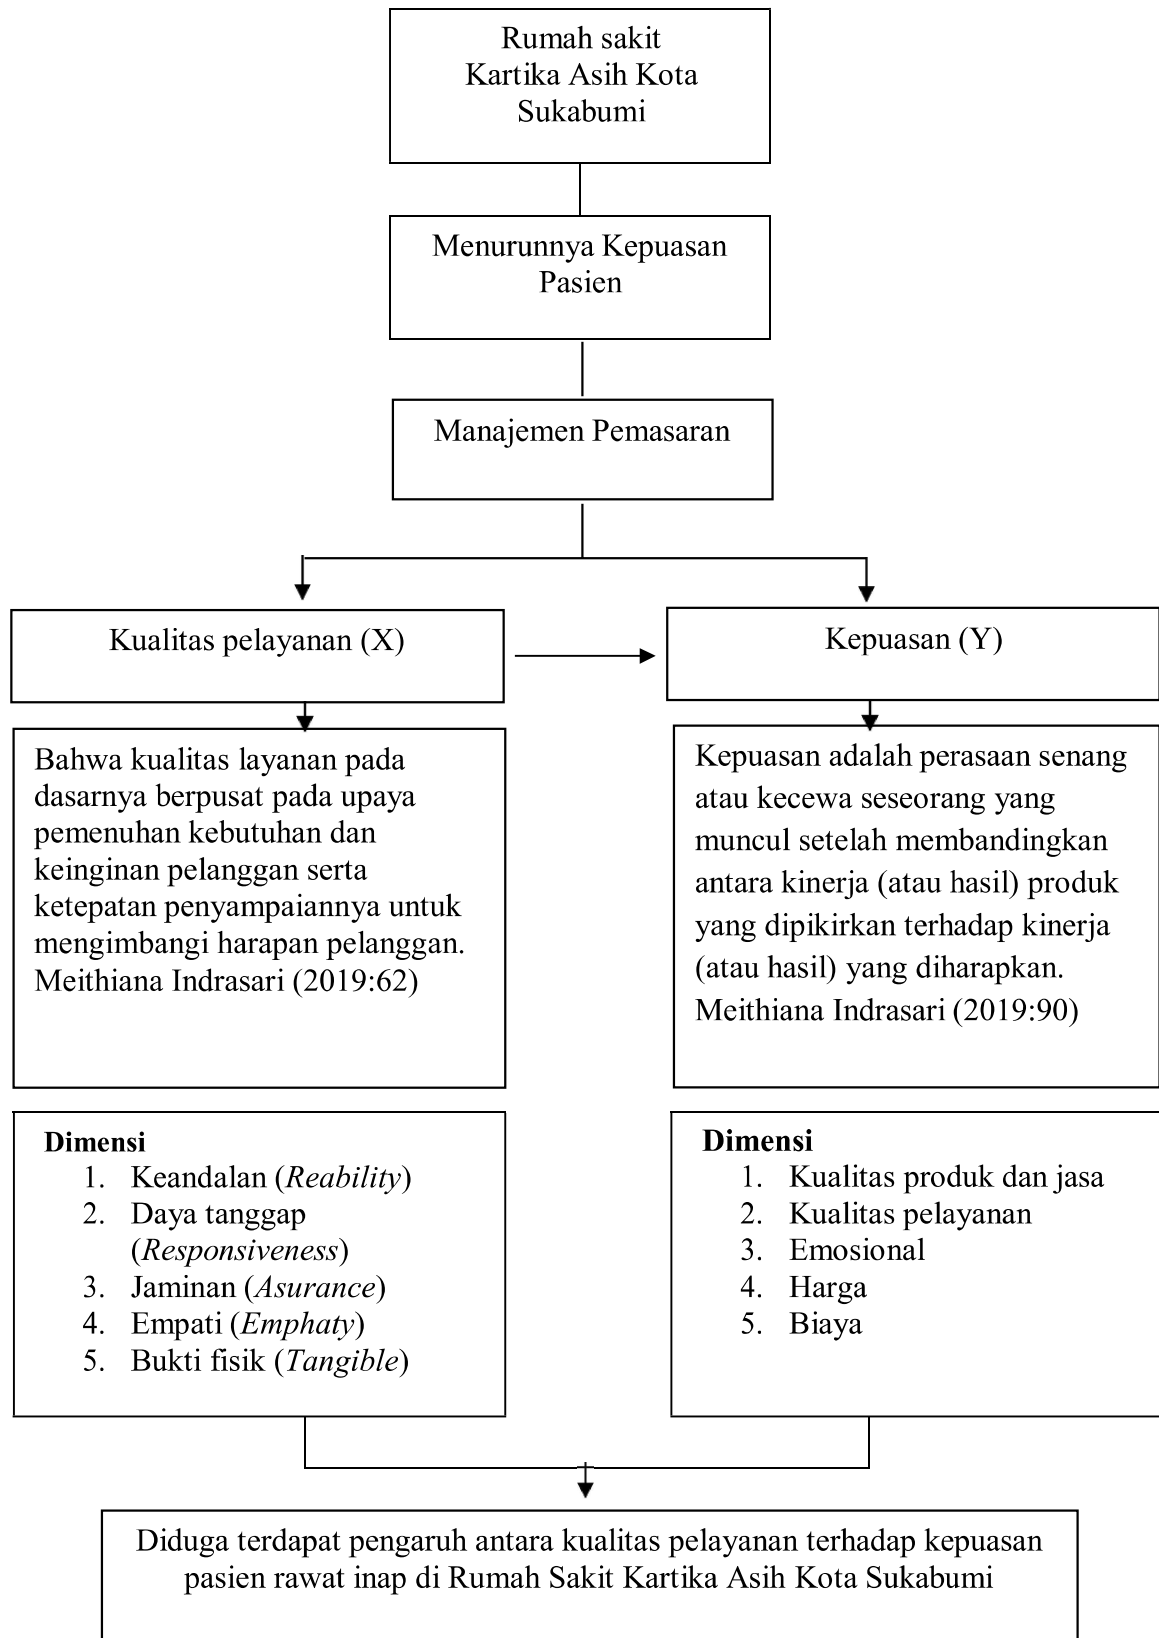 Rumah sakit
Kartika Asih Kota
Sukabumi
Menurunnya Kepuasan
Pasien
Manajemen Pemasaran
Kualitas pelayanan (X)
Kepuasan (Y)
Bahwa kualitas layanan pada
dasarnya berpusat pada upaya
pemenuhan kebutuhan dan
keinginan pelanggan serta
ketepatan penyampaiannya untuk
mengimbangi harapan pelanggan.
Meithiana Indrasari (2019:62)
Kepuasan adalah perasaan senang
atau kecewa seseorang yang
muncul setelah membandingkan
antara kinerja (atau hasil) produk
yang dipikirkan terhadap kinerja
(atau hasil) yang diharapkan.
Meithiana Indrasari (2019:90)
Dimensi
1. Keandalan (Reability)
2. Daya tanggap
(Responsiveness)
3. Jaminan (Asurance)
4. Empati (Emphaty)
5. Bukti fisik (Tangible)
Dimensi
1. Kualitas produk dan jasa
2. Kualitas pelayanan
3. Emosional
4. Harga
5. Biaya
Diduga terdapat pengaruh antara kualitas pelayanan terhadap kepuasan
pasien rawat inap di Rumah Sakit Kartika Asih Kota Sukabumi